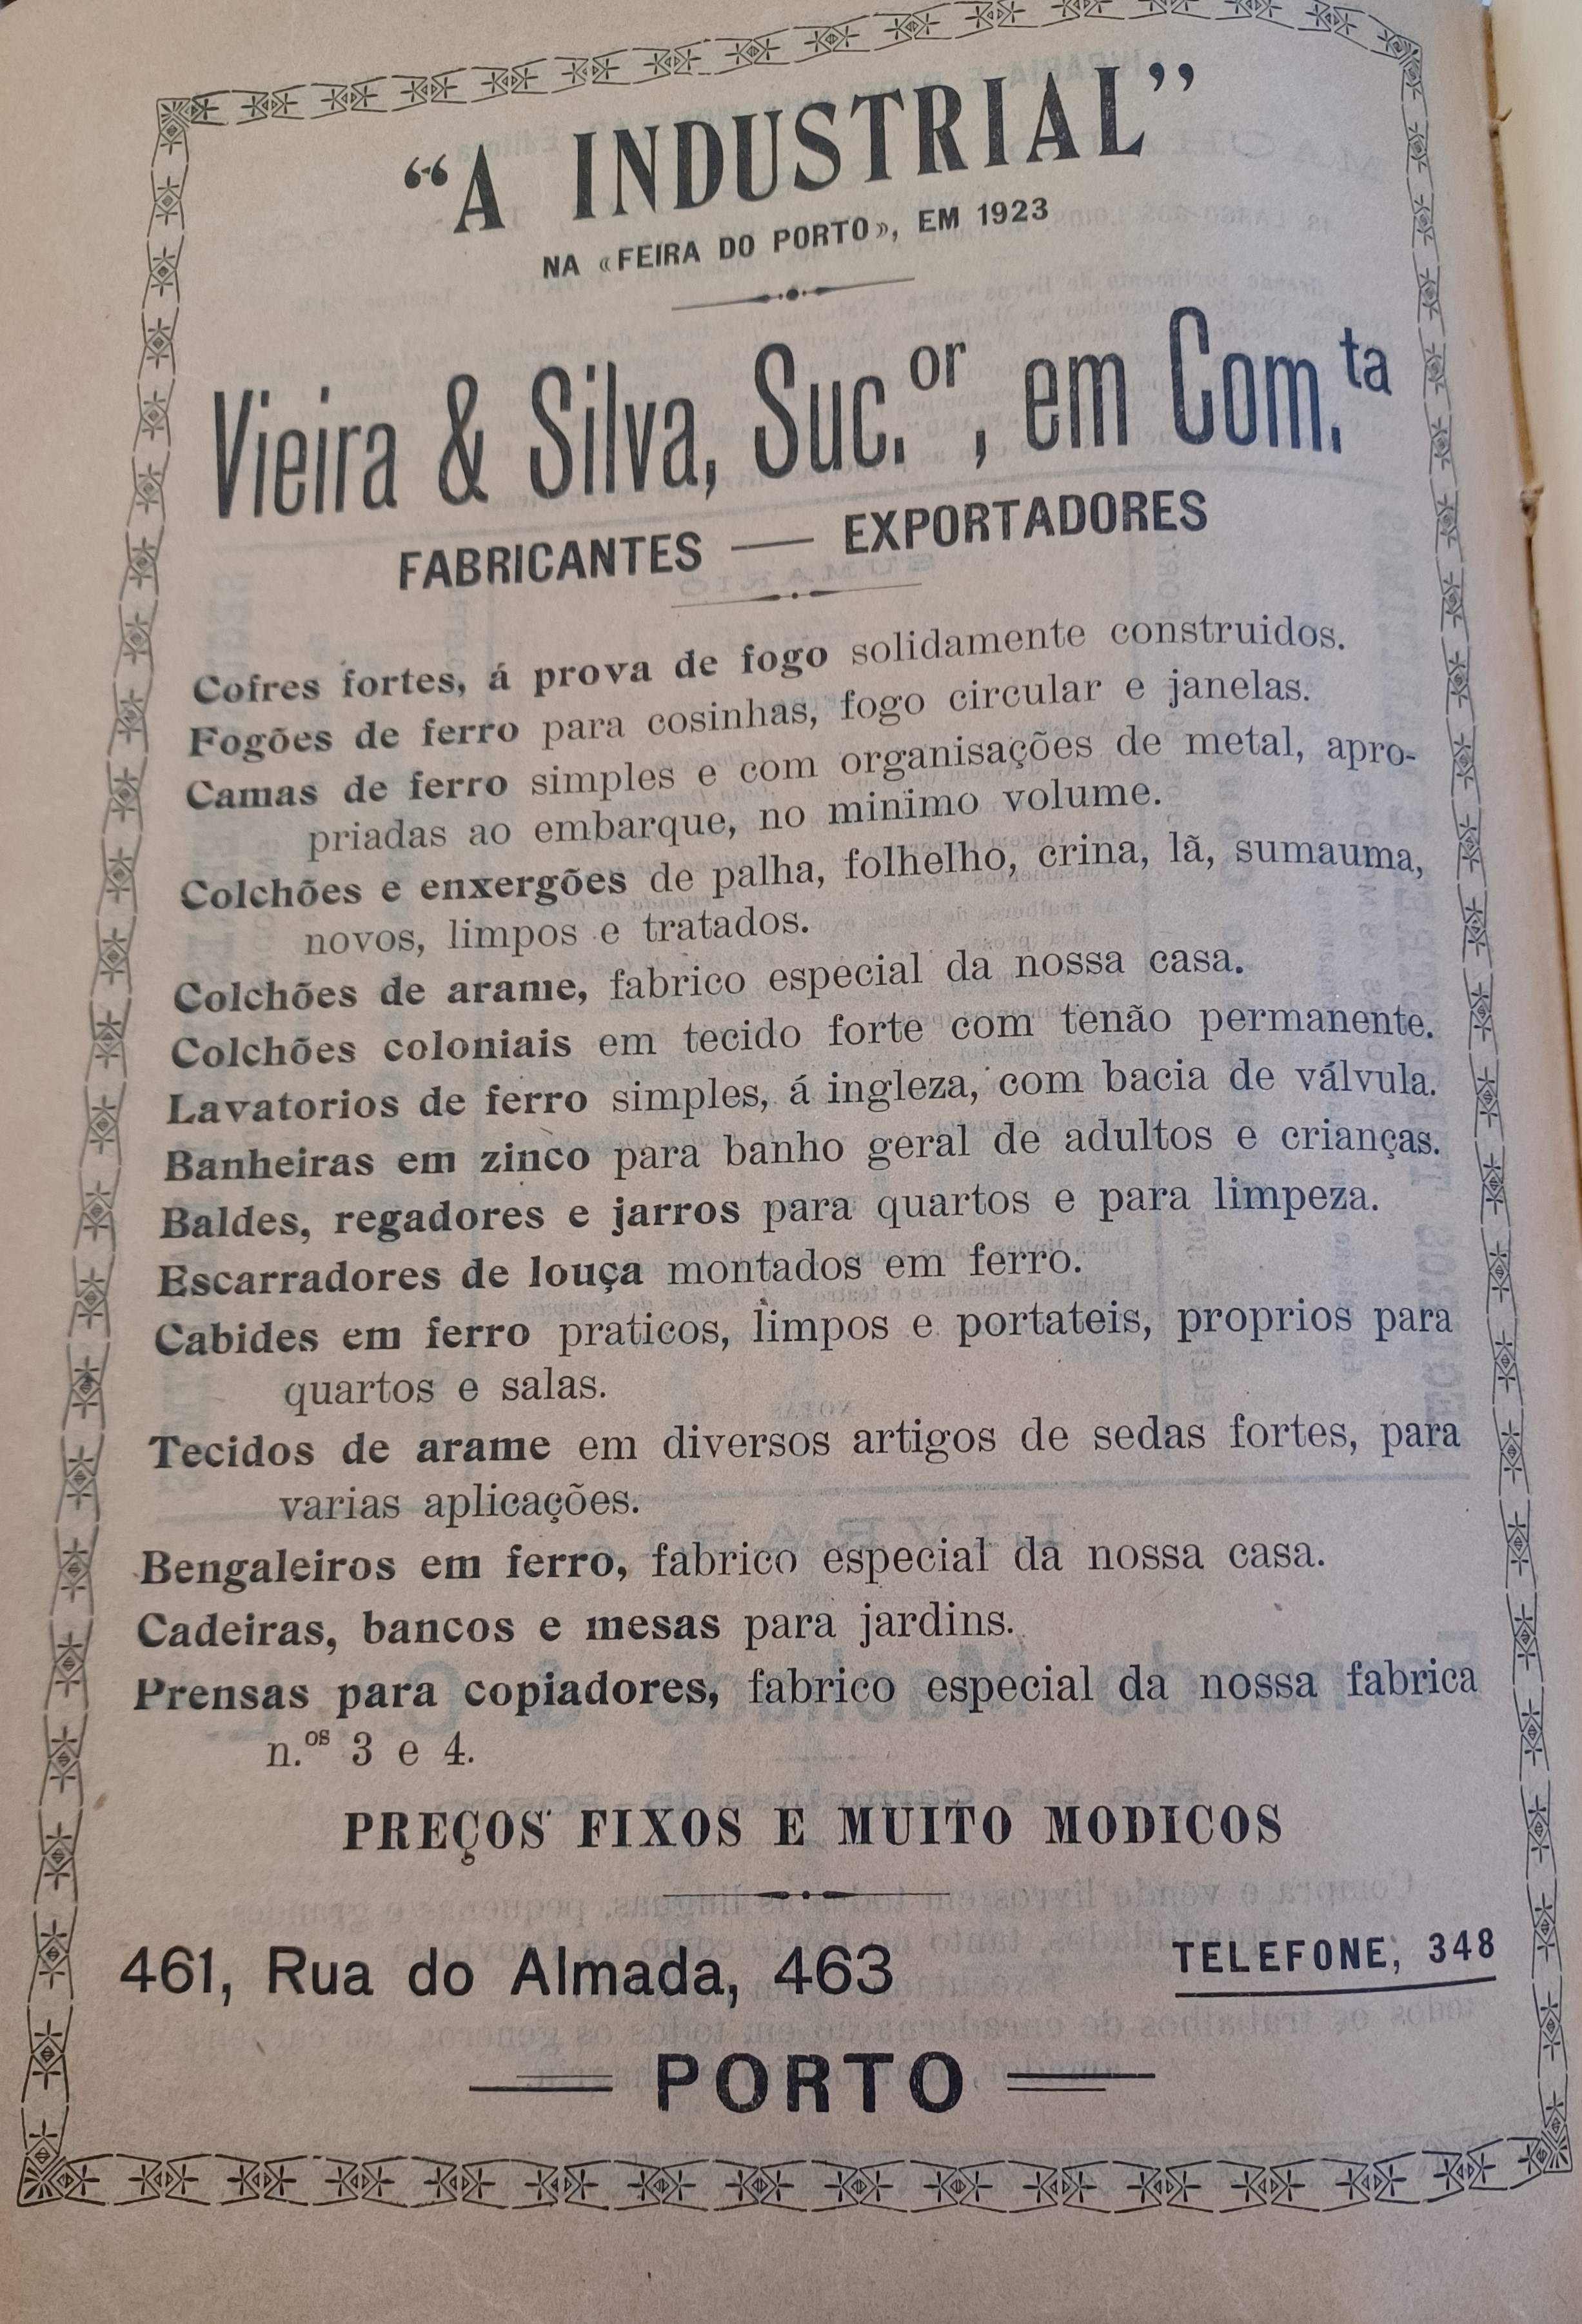 “A INDUSTRIAL”
NA «FEIRA DO PORTO», EM 1923
Vieira & Silva, Suc.or, em Com.ta
FABRICANTES — EXPORTADORES
Cofres fortes, á prova de fogo solidamente construidos.
Fogões de ferro para cosinhas, fogo circular e janelas.
Camas de ferro simples e com organisações de metal, apro-
priadas ao embarque, no minimo volume.
Colchões e enxergões de palha, folhelho, crina, lã, sumauma,
novos, limpos e tratados.
Colchões de arame, fabrico especial da nossa casa.
Colchões coloniais em tecido forte com tenão permanente.
Lavatorios de ferro simples, á ingleza, com bacia de válvula.
Banheiras em zinco para banho geral de adultos e crianças.
Baldes, regadores e jarros para quartos e para limpeza.
Escarradores de louça montados em ferro.
Cabides em ferro praticos, limpos e portateis, proprios para
quartos e salas.
Tecidos de arame em diversos artigos de sedas fortes, para
varias aplicações.
Bengaleiros em ferro, fabrico especial da nossa casa.
Cadeiras, bancos e mesas para jardins.
Prensas para copiadores, fabrico especial da nossa fabrica
n.os 3 e 4.
PREÇOS FIXOS E MUITO MODICOS
461, Rua do Almada, 463
TELEFONE, 348
PORTO